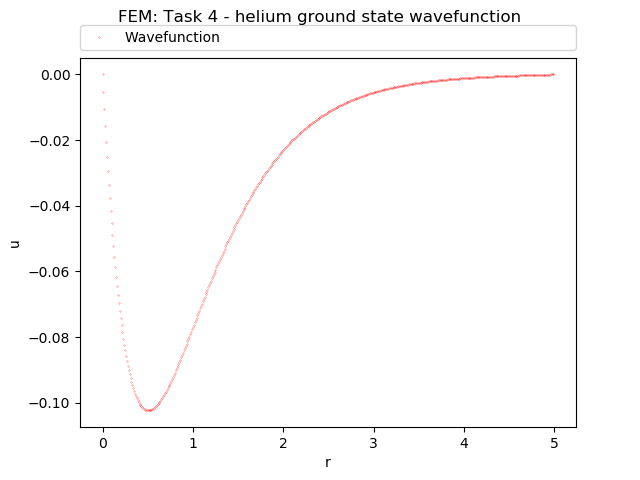 FEM: Task 4 - helium ground state wavefunction
Wavefunction
0.00
−0.02
−0.04
−0.06
−0.08
−0.10
u
0 1 2 3 4 5
r